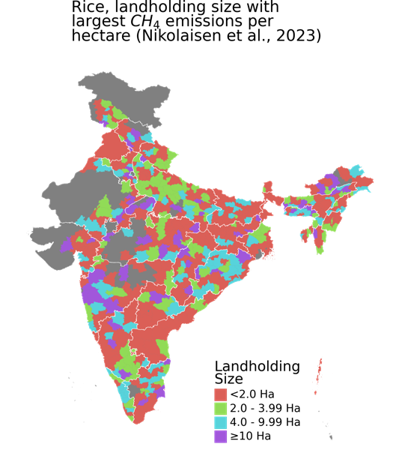 Rice, landholding size with
largest CH₄ emissions per
hectare (Nikolaisen et al., 2023)
Landholding
Size
<2.0 Ha
2.0 - 3.99 Ha
4.0 - 9.99 Ha
≥10 Ha